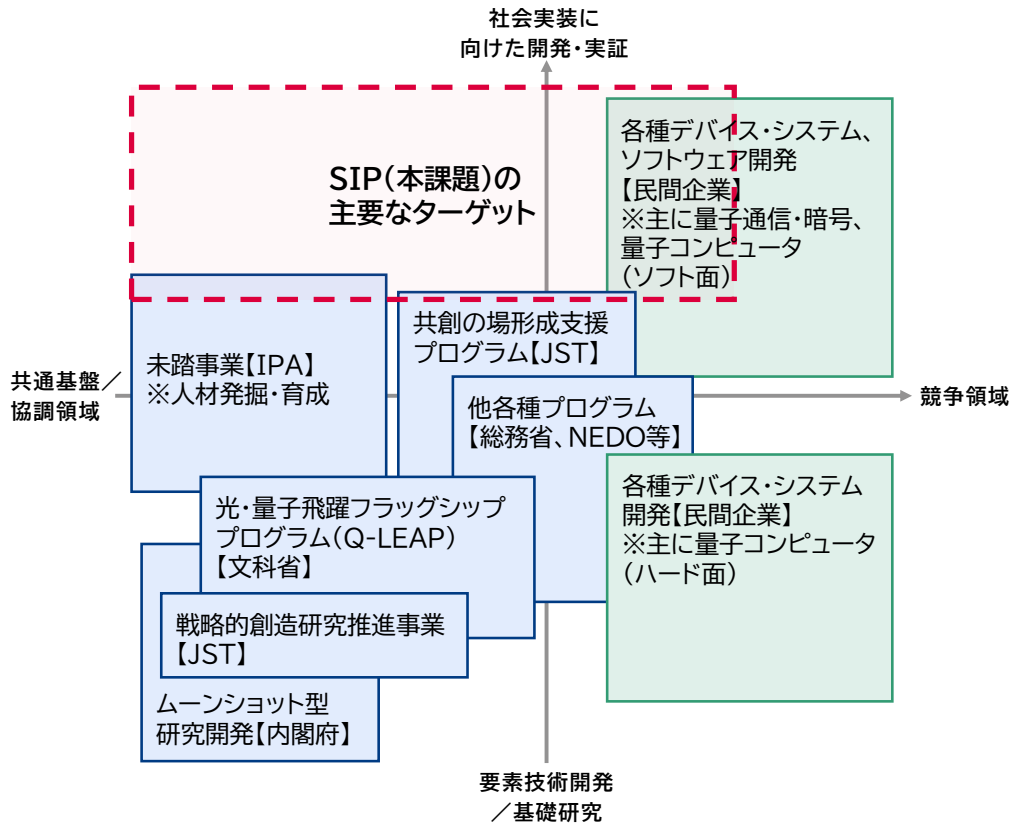 社会実装に
向けた開発・実証
各種デバイス・システム、
ソフトウェア開発
【民間企業】
※主に量子通信・暗号、
量子コンピュータ
（ソフト面）
SIP（本課題）の
主要なターゲット
共創の場形成支援
プログラム【JST】
未踏事業【IPA】
※人材発掘・育成
共通基盤／
協調領域
競争領域
他各種プログラム
【総務省、NEDO等】
各種デバイス・システム
開発【民間企業】
※主に量子コンピュータ
（ハード面）
光・量子飛躍フラッグシップ
プログラム（Q-LEAP）
【文科省】
戦略的創造研究推進事業
【JST】
ムーンショット型
研究開発【内閣府】
要素技術開発
／基礎研究